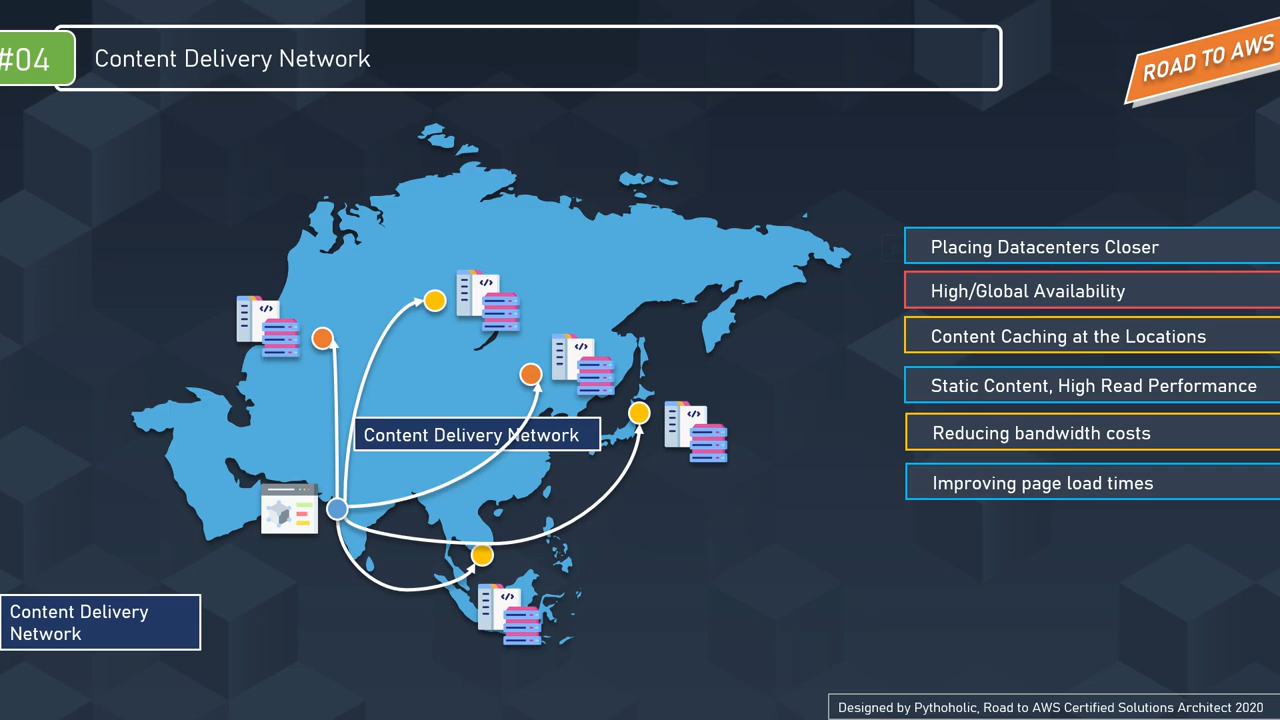 #04
Content Delivery Network
ROAD TO AWS
Placing Datacenters Closer
High/Global Availability
Content Caching at the Locations
Static Content, High Read Performance
Reducing bandwidth costs
Improving page load times
Content Delivery Network
Content Delivery
Network
Designed by Pythoholic, Road to AWS Certified Solutions Architect 2020